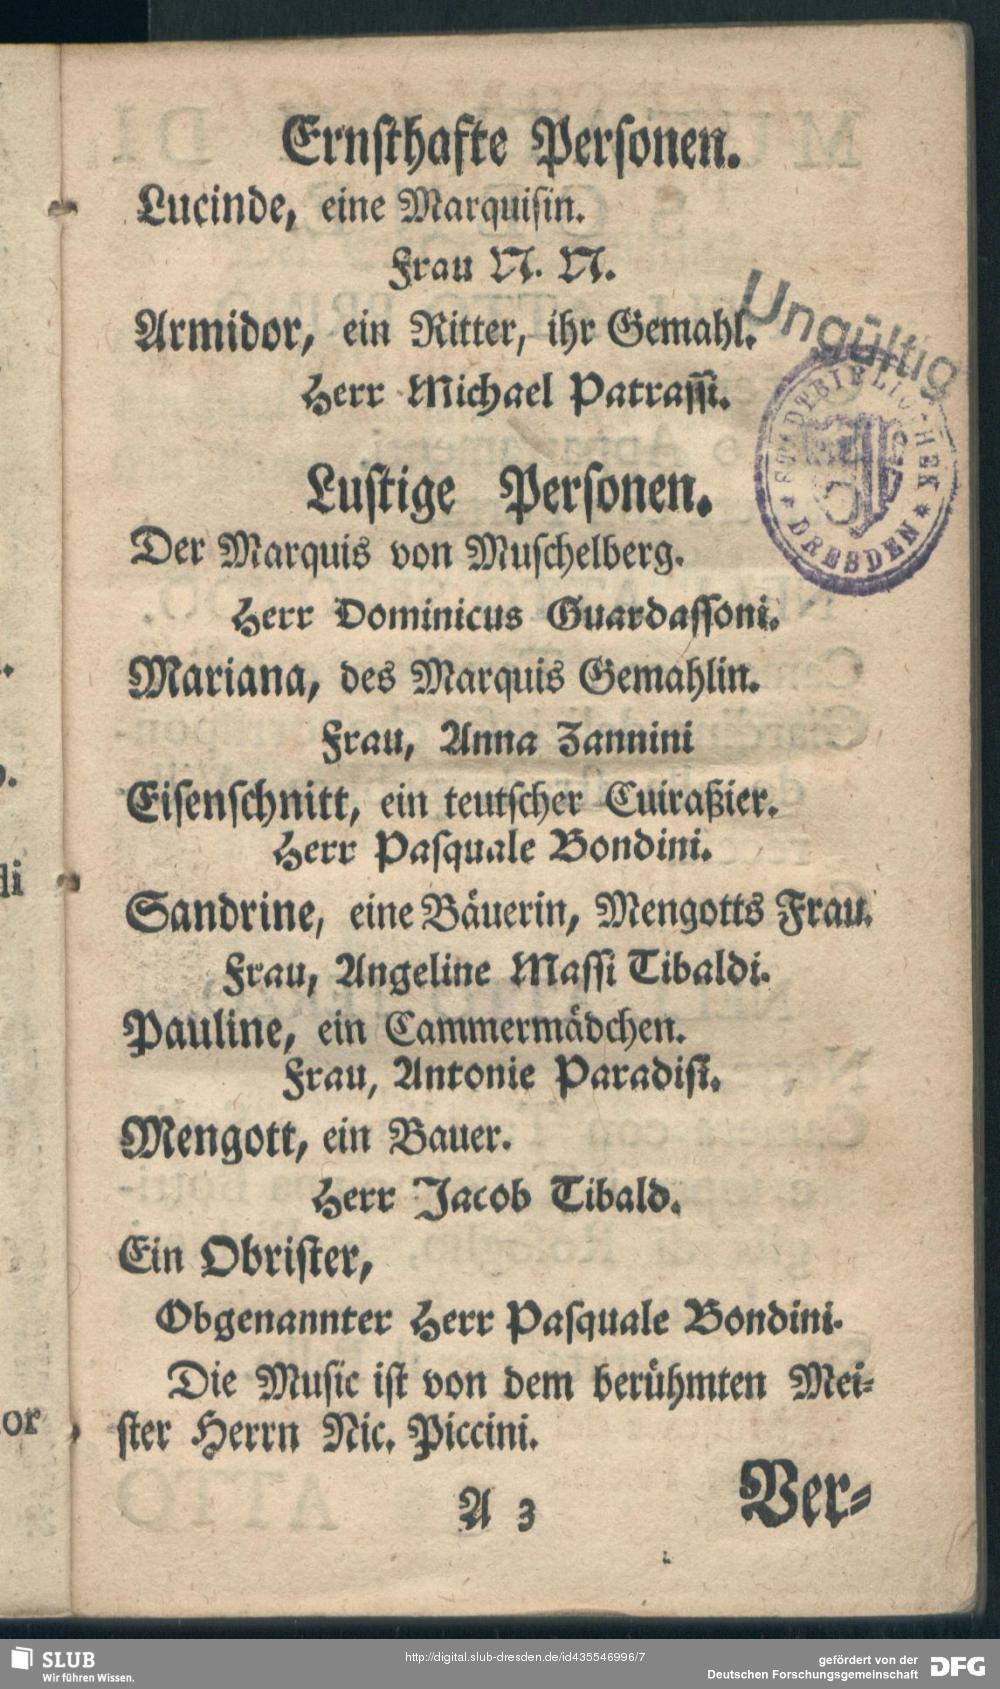 Ernsthafte Personen.
Lucinde, eine Marquisin.
Frau N. N.
Armidor, ein Ritter, ihr Gemahl.
Ungültig
Herr Michael Patrassi.
STADTBIBLIOTHEK
DRESDEN
Lustige Personen.
Der Marquis von Muschelberg.
Herr Dominicus Guardassoni.
Mariana, des Marquis Gemahlin.
Frau, Anna Zannini
Eisenschnitt, ein teutscher Cuiraßier.
Herr Pasquale Bondini.
Sandrine, eine Bäuerin, Mengotts Frau.
Frau, Angeline Massi Tibaldi.
Pauline, ein Cammermädchen.
Frau, Antonie Paradisi.
Mengott, ein Bauer.
Herr Jacob Tibald.
Ein Obrister,
Obgenannter Herr Pasquale Bondini.
Die Music ist von dem berühmten Mei-
ster Herrn Nic. Piccini.
A 3
Ver-
SLUB
Wir führen Wissen.
http://digital.slub-dresden.de/id435546996/7
gefördert von der
Deutschen Forschungsgemeinschaft
DFG